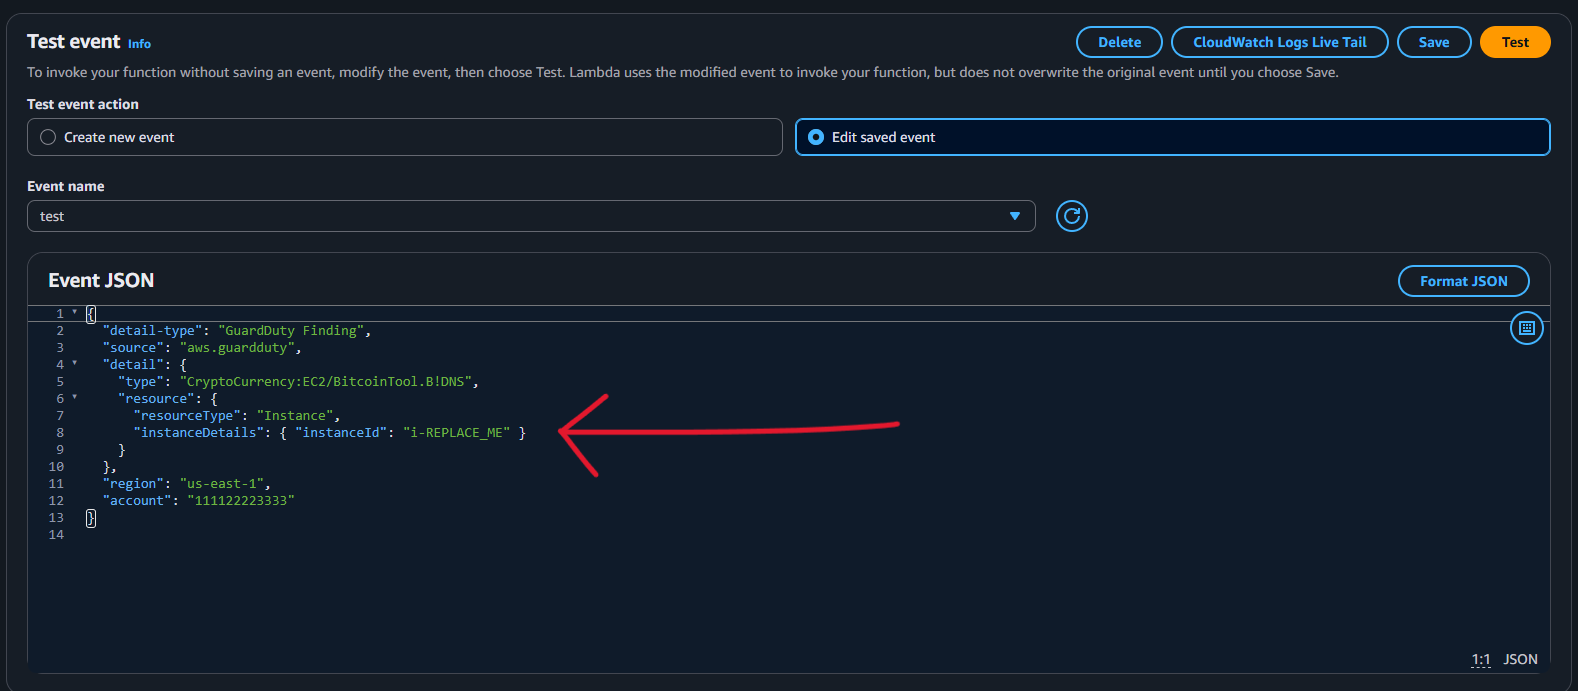 Test event Info
Delete
CloudWatch Logs Live Tail
Save
Test
To invoke your function without saving an event, modify the event, then choose Test. Lambda uses the modified event to invoke your function, but does not overwrite the original event until you choose Save.
Test event action
Create new event
Edit saved event
Event name
test
Event JSON
Format JSON
1 {
2 "detail-type": "GuardDuty Finding",
3 "source": "aws.guardduty",
4 "detail": {
5 "type": "CryptoCurrency:EC2/BitcoinTool.B!DNS",
6 "resource": {
7 "resourceType": "Instance",
8 "instanceDetails": { "instanceId": "i-REPLACE_ME" }
9 }
10 },
11 "region": "us-east-1",
12 "account": "111122223333"
13 }
14
1:1 JSON